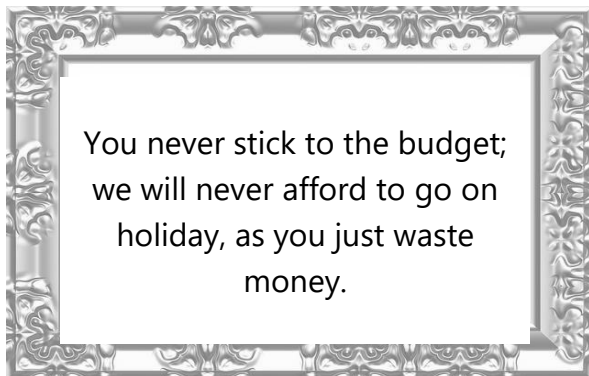 You never stick to the budget;
we will never afford to go on
holiday, as you just waste
money.